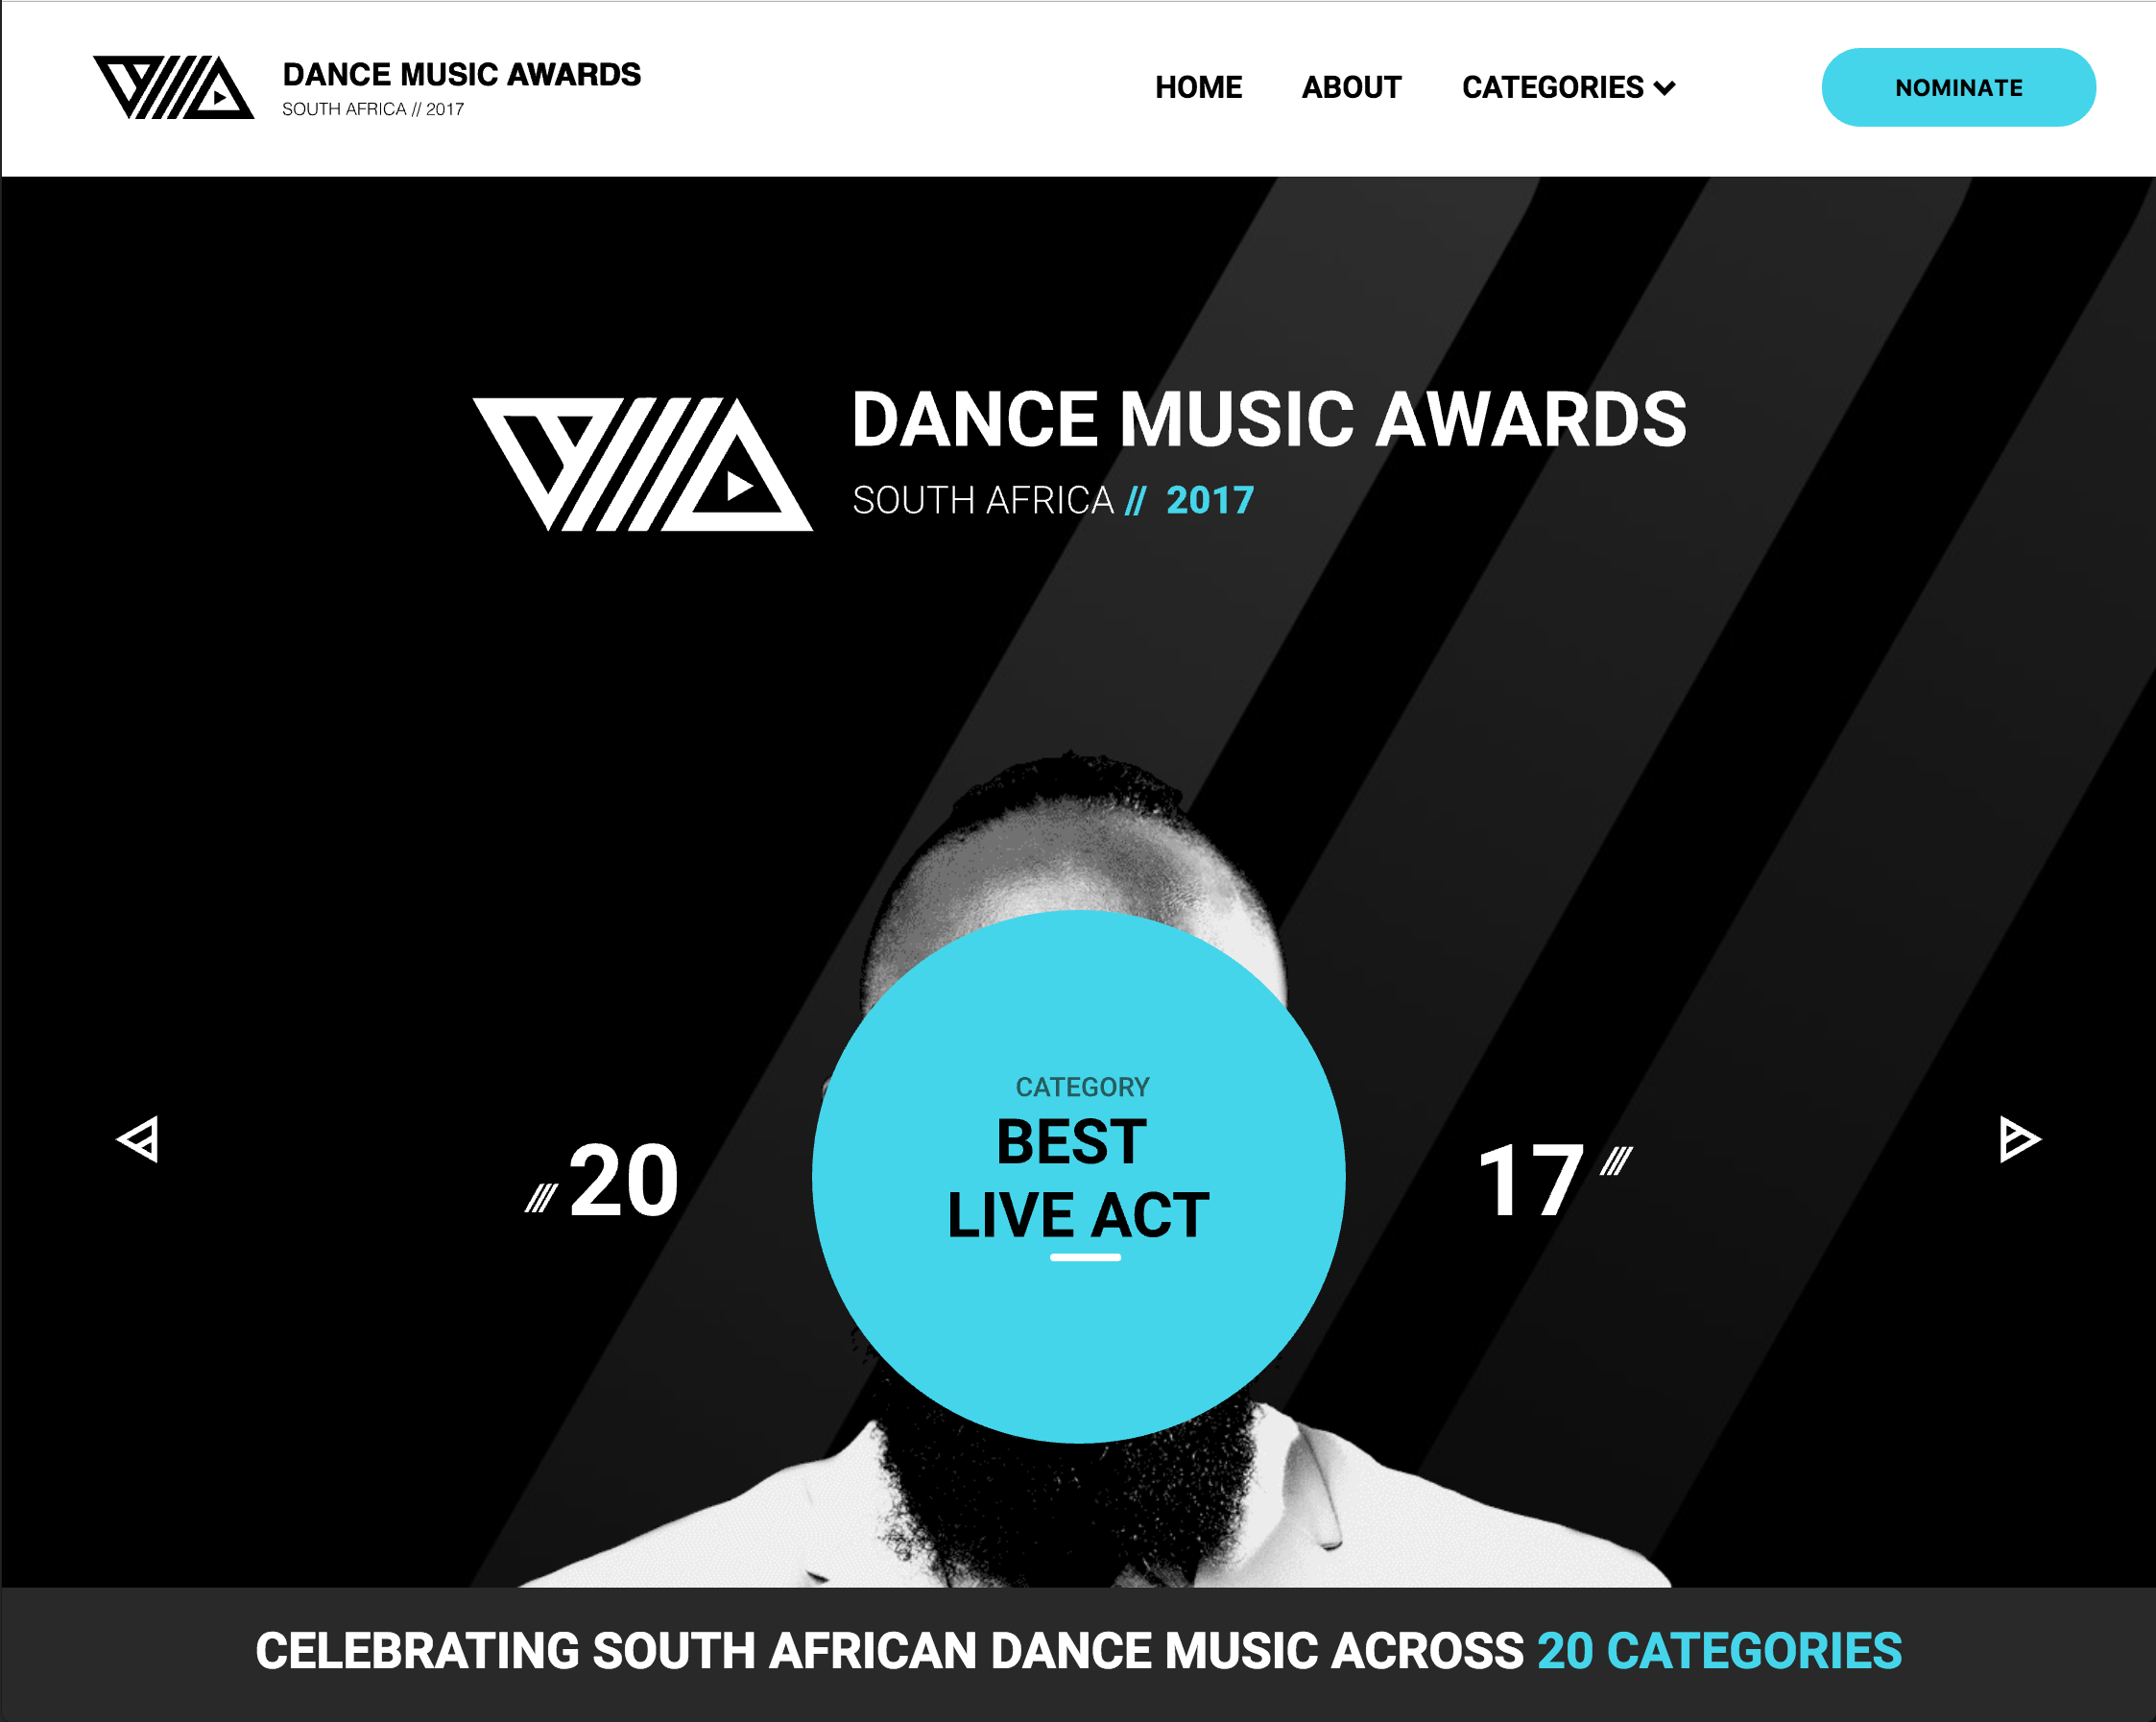 DANCE MUSIC AWARDS
SOUTH AFRICA // 2017
HOME ABOUT CATEGORIES NOMINATE
DANCE MUSIC AWARDS
SOUTH AFRICA // 2017
CATEGORY
BEST
LIVE ACT
///20 17///
CELEBRATING SOUTH AFRICAN DANCE MUSIC ACROSS 20 CATEGORIES